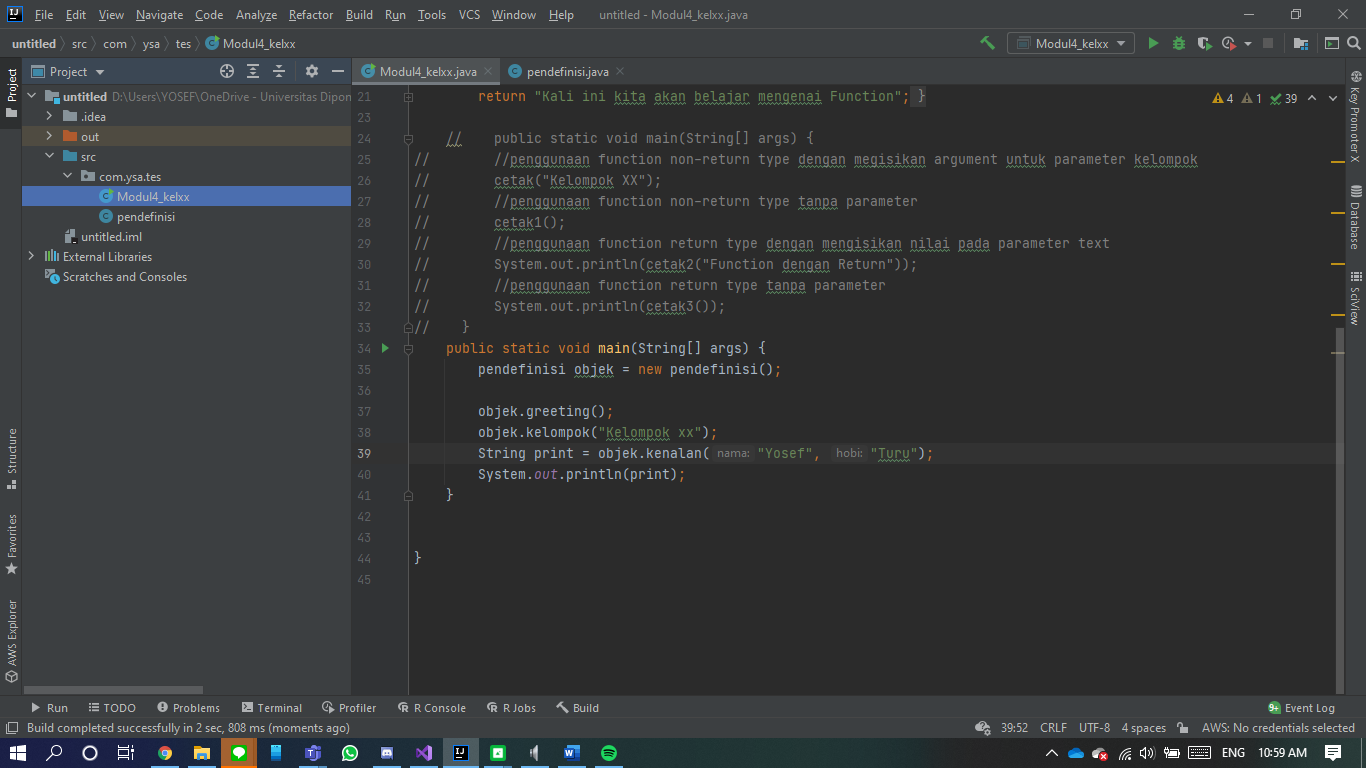 File Edit View Navigate Code Analyze Refactor Build Run Tools VCS Window Help untitled - Modul4_kelxx.java
untitled src com ysa tes Modul4_kelxx Modul4_kelxx
Project Modul4_kelxx.java pendefinisi.java
untitled D:\Users\YOSEF\OneDrive - Universitas Dipon
.idea
out
src
com.ysa.tes
Modul4_kelxx
pendefinisi
untitled.iml
External Libraries
Scratches and Consoles
Project
Structure
Favorites
AWS Explorer
21 return "Kali ini kita akan belajar mengenai Function"; }
4 1 39
23
24 // public static void main(String[] args) {
25 // //penggunaan function non-return type dengan megisikan argument untuk parameter kelompok
26 // cetak("Kelompok XX");
27 // //penggunaan function non-return type tanpa parameter
28 // cetak1();
29 // //penggunaan function return type dengan mengisikan nilai pada parameter text
30 // System.out.println(cetak2("Function dengan Return"));
31 // //penggunaan function return type tanpa parameter
32 // System.out.println(cetak3());
33 // }
34 public static void main(String[] args) {
35 pendefinisi objek = new pendefinisi();
36
37 objek.greeting();
38 objek.kelompok("Kelompok xx");
39 String print = objek.kenalan( nama: "Yosef", hobi: "Turu");
40 System.out.println(print);
41 }
42
43
44 }
45
Key Promoter X
Database
SciView
Run TODO Problems Terminal Profiler R Console R Jobs Build 9+ Event Log
Build completed successfully in 2 sec, 808 ms (moments ago) 39:52 CRLF UTF-8 4 spaces AWS: No credentials selected
ENG 10:59 AM